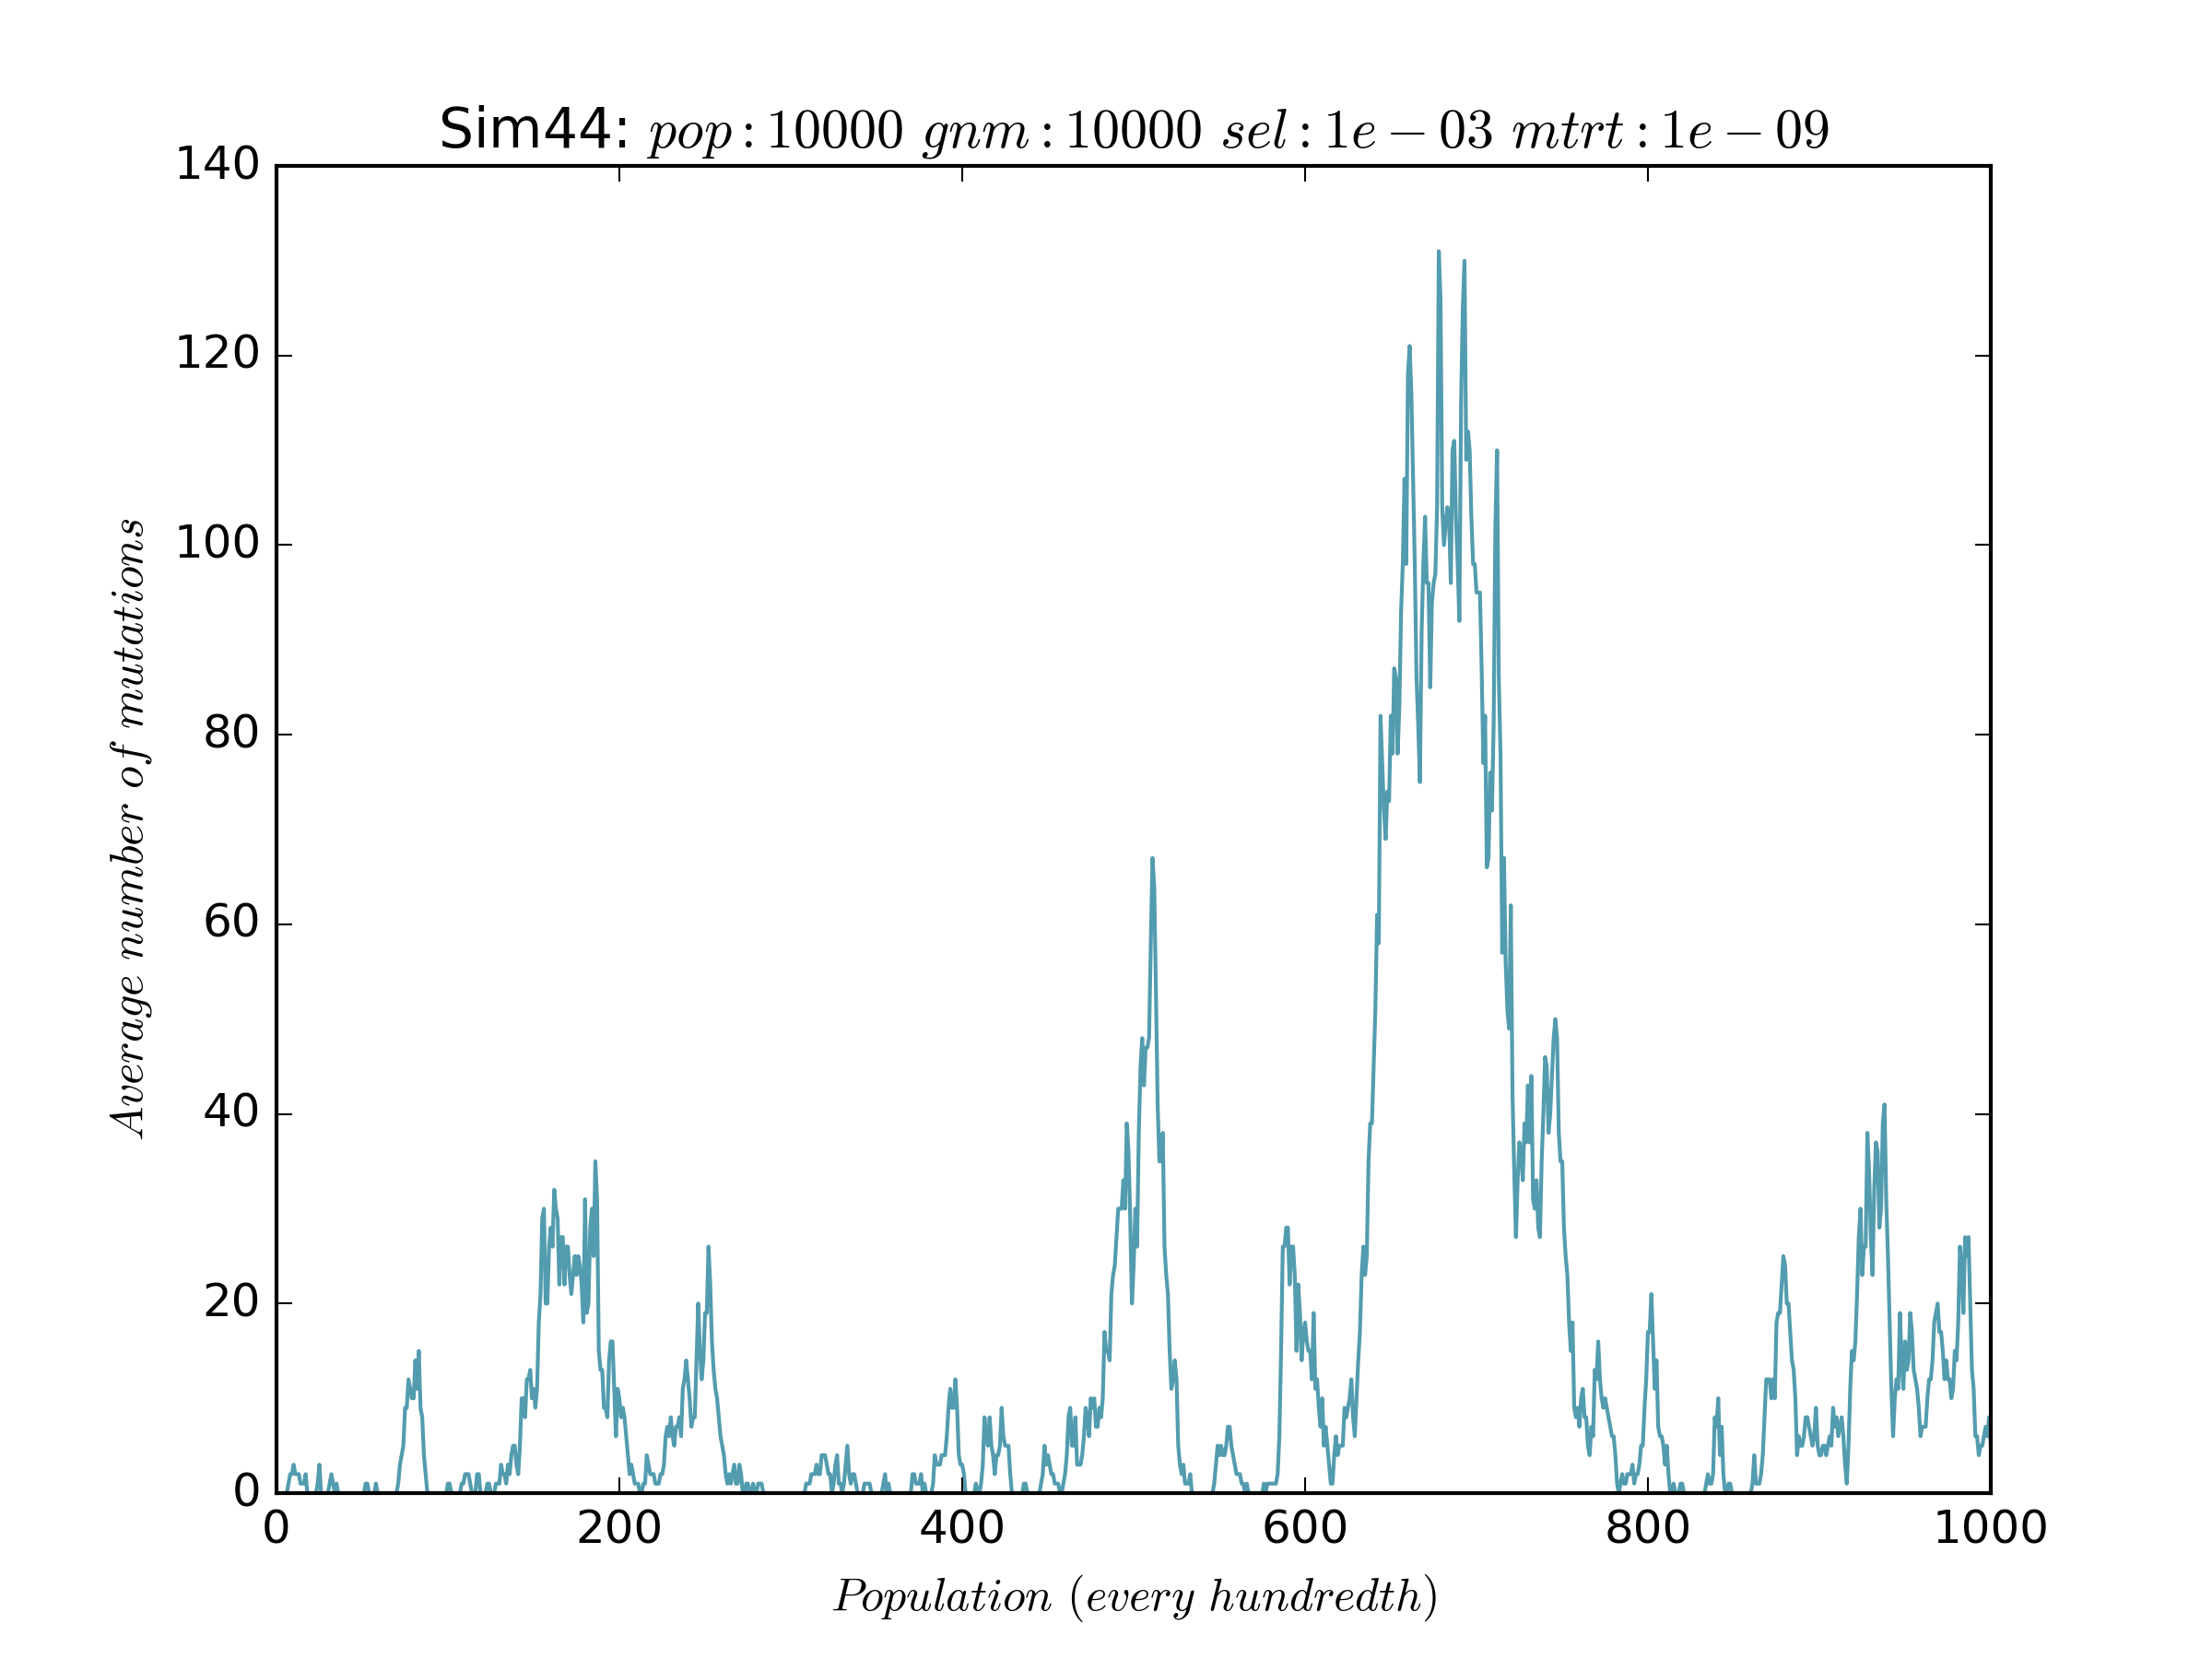 Sim44: pop : 10000 gnm : 10000 sel : 1e − 03 mtrt : 1e − 09
140
120
100
80
60
40
20
0
Average number of mutations
0 200 400 600 800 1000
Population (every hundredth)